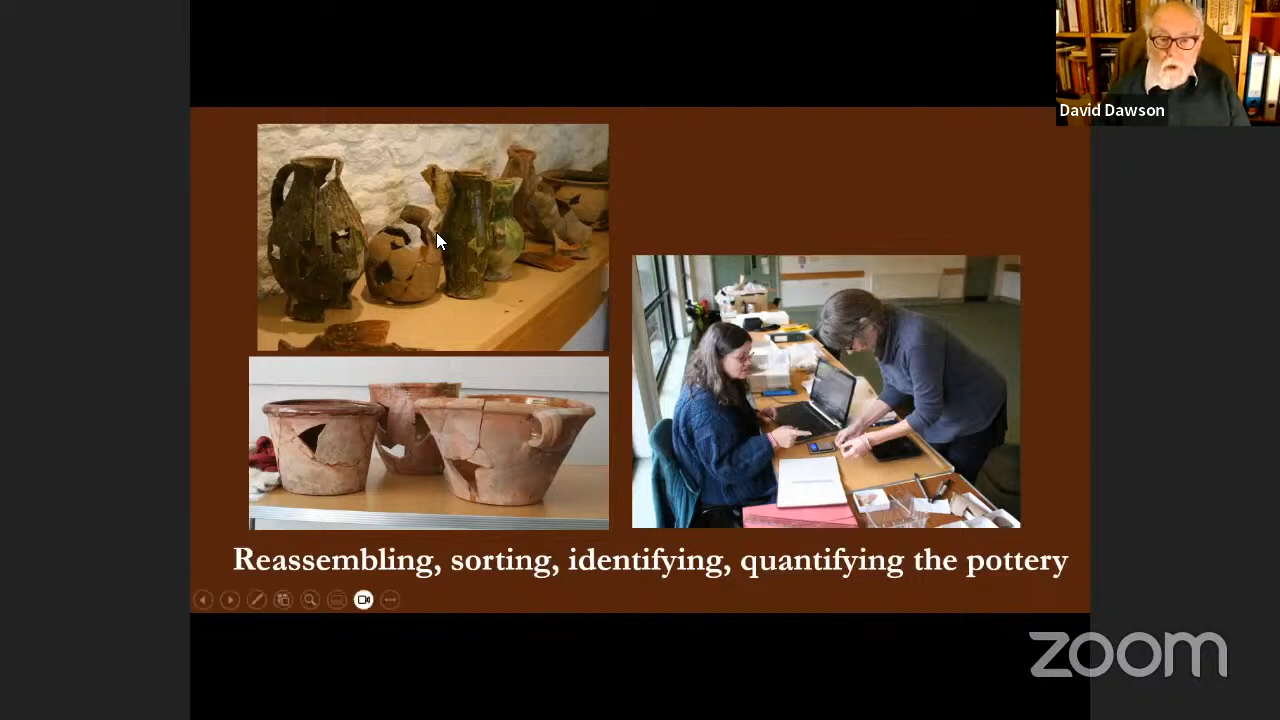 David Dawson
Reassembling, sorting, identifying, quantifying the pottery
zoom